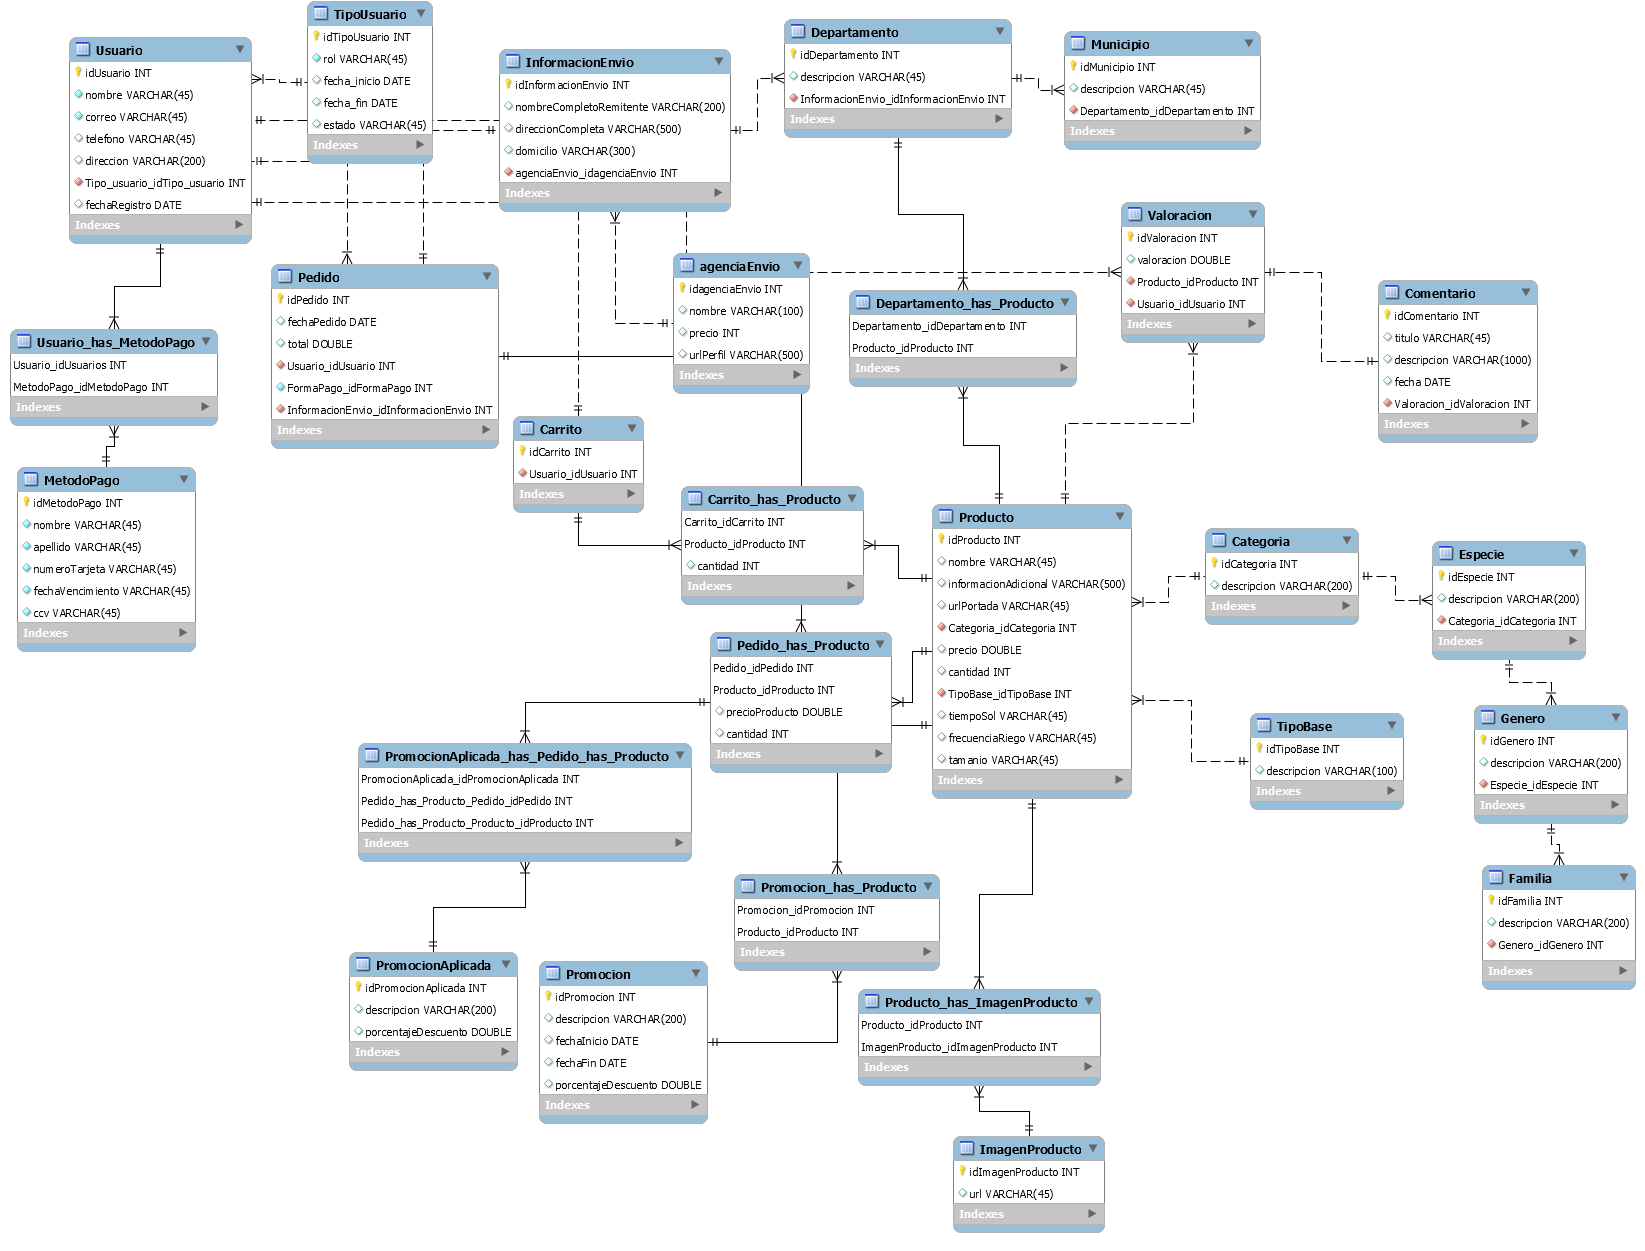 TipoUsuario
idTipoUsuario INT
rol VARCHAR(45)
fecha_inicio DATE
fecha_fin DATE
estado VARCHAR(45)
Indexes
Usuario
idUsuario INT
nombre VARCHAR(45)
correo VARCHAR(45)
telefono VARCHAR(45)
direccion VARCHAR(200)
Tipo_usuario_idTipo_usuario INT
fechaRegistro DATE
Indexes
InformacionEnvio
idInformacionEnvio INT
nombreCompletoRemitente VARCHAR(200)
direccionCompleta VARCHAR(500)
domicilio VARCHAR(300)
agenciaEnvio_idagenciaEnvio INT
Indexes
Departamento
idDepartamento INT
descripcion VARCHAR(45)
InformacionEnvio_idInformacionEnvio INT
Indexes
Municipio
idMunicipio INT
descripcion VARCHAR(45)
Departamento_idDepartamento INT
Indexes
Valoracion
idValoracion INT
valoracion DOUBLE
Producto_idProducto INT
Usuario_idUsuario INT
Indexes
Pedido
idPedido INT
fechaPedido DATE
total DOUBLE
Usuario_idUsuario INT
FormaPago_idFormaPago INT
InformacionEnvio_idInformacionEnvio INT
Indexes
agenciaEnvio
idagenciaEnvio INT
nombre VARCHAR(100)
precio INT
urlPerfil VARCHAR(500)
Indexes
Departamento_has_Producto
Departamento_idDepartamento INT
Producto_idProducto INT
Indexes
Comentario
idComentario INT
titulo VARCHAR(45)
descripcion VARCHAR(1000)
fecha DATE
Valoracion_idValoracion INT
Indexes
Usuario_has_MetodoPago
Usuario_idUsuarios INT
MetodoPago_idMetodoPago INT
Indexes
Carrito
idCarrito INT
Usuario_idUsuario INT
Indexes
MetodoPago
idMetodoPago INT
nombre VARCHAR(45)
apellido VARCHAR(45)
numeroTarjeta VARCHAR(45)
fechaVencimiento VARCHAR(45)
ccv VARCHAR(45)
Indexes
Carrito_has_Producto
Carrito_idCarrito INT
Producto_idProducto INT
cantidad INT
Indexes
Producto
idProducto INT
nombre VARCHAR(45)
informacionAdicional VARCHAR(500)
urlPortada VARCHAR(45)
Categoria_idCategoria INT
precio DOUBLE
cantidad INT
TipoBase_idTipoBase INT
tiempoSol VARCHAR(45)
frecuenciaRiego VARCHAR(45)
tamanio VARCHAR(45)
Indexes
Categoria
idCategoria INT
descripcion VARCHAR(200)
Indexes
Especie
idEspecie INT
descripcion VARCHAR(200)
Categoria_idCategoria INT
Indexes
Pedido_has_Producto
Pedido_idPedido INT
Producto_idProducto INT
precioProducto DOUBLE
cantidad INT
Indexes
TipoBase
idTipoBase INT
descripcion VARCHAR(100)
Indexes
Genero
idGenero INT
descripcion VARCHAR(200)
Especie_idEspecie INT
Indexes
PromocionAplicada_has_Pedido_has_Producto
PromocionAplicada_idPromocionAplicada INT
Pedido_has_Producto_Pedido_idPedido INT
Pedido_has_Producto_Producto_idProducto INT
Indexes
Familia
idFamilia INT
descripcion VARCHAR(200)
Genero_idGenero INT
Indexes
Promocion_has_Producto
Promocion_idPromocion INT
Producto_idProducto INT
Indexes
PromocionAplicada
idPromocionAplicada INT
descripcion VARCHAR(200)
porcentajeDescuento DOUBLE
Indexes
Promocion
idPromocion INT
descripcion VARCHAR(200)
fechaInicio DATE
fechaFin DATE
porcentajeDescuento DOUBLE
Indexes
Producto_has_ImagenProducto
Producto_idProducto INT
ImagenProducto_idImagenProducto INT
Indexes
ImagenProducto
idImagenProducto INT
url VARCHAR(45)
Indexes